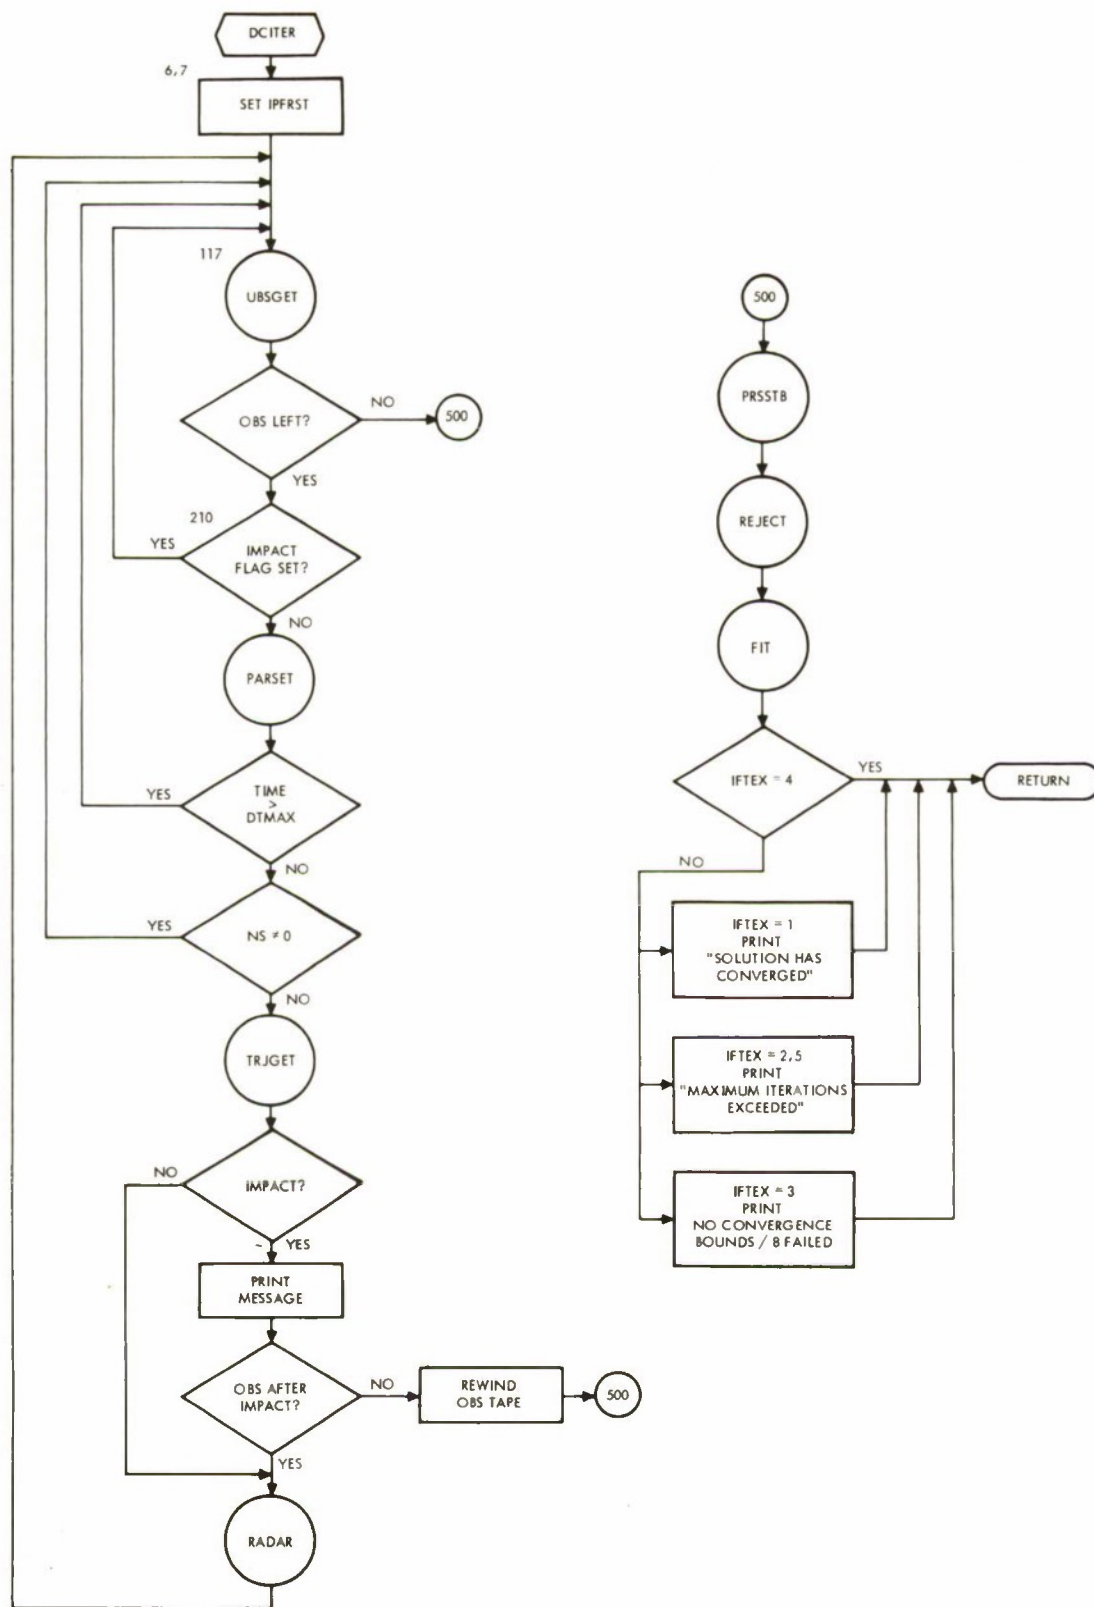 DCITER
6,7
SET IPFRST
117
UBSGET
OBS LEFT?
NO
500
YES
210
YES
IMPACT
FLAG SET?
NO
PARSET
YES
TIME
>
DTMAX
NO
YES
NS ≠ 0
NO
TRJGET
NO
IMPACT?
YES
PRINT
MESSAGE
OBS AFTER
IMPACT?
NO
REWIND
OBS TAPE
500
YES
RADAR
500
PRSSTB
REJECT
FIT
IFTEX = 4
YES
RETURN
NO
IFTEX = 1
PRINT
"SOLUTION HAS
CONVERGED"
IFTEX = 2,5
PRINT
"MAXIMUM ITERATIONS
EXCEEDED"
IFTEX = 3
PRINT
NO CONVERGENCE
BOUNDS / 8 FAILED